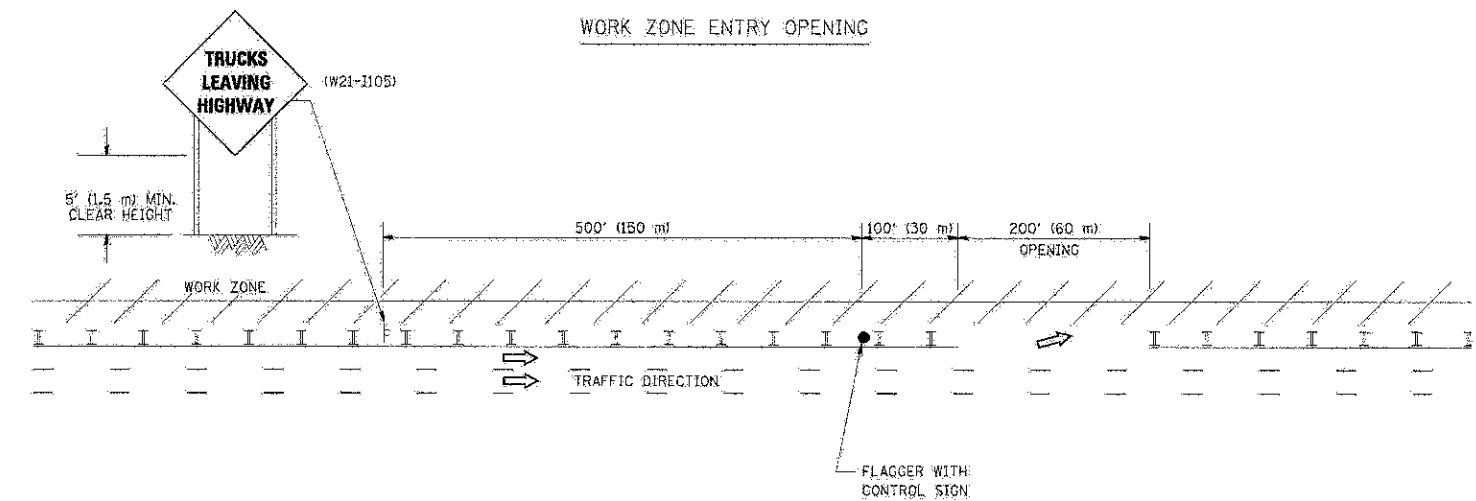 WORK ZONE ENTRY OPENING
TRUCKS
LEAVING
HIGHWAY
(W21-I105)
5' (1.5 m) MIN.
CLEAR HEIGHT
500' (150 m)
100' (30 m)
200' (60 m)
OPENING
WORK ZONE
TRAFFIC DIRECTION
FLAGGER WITH
CONTROL SIGN